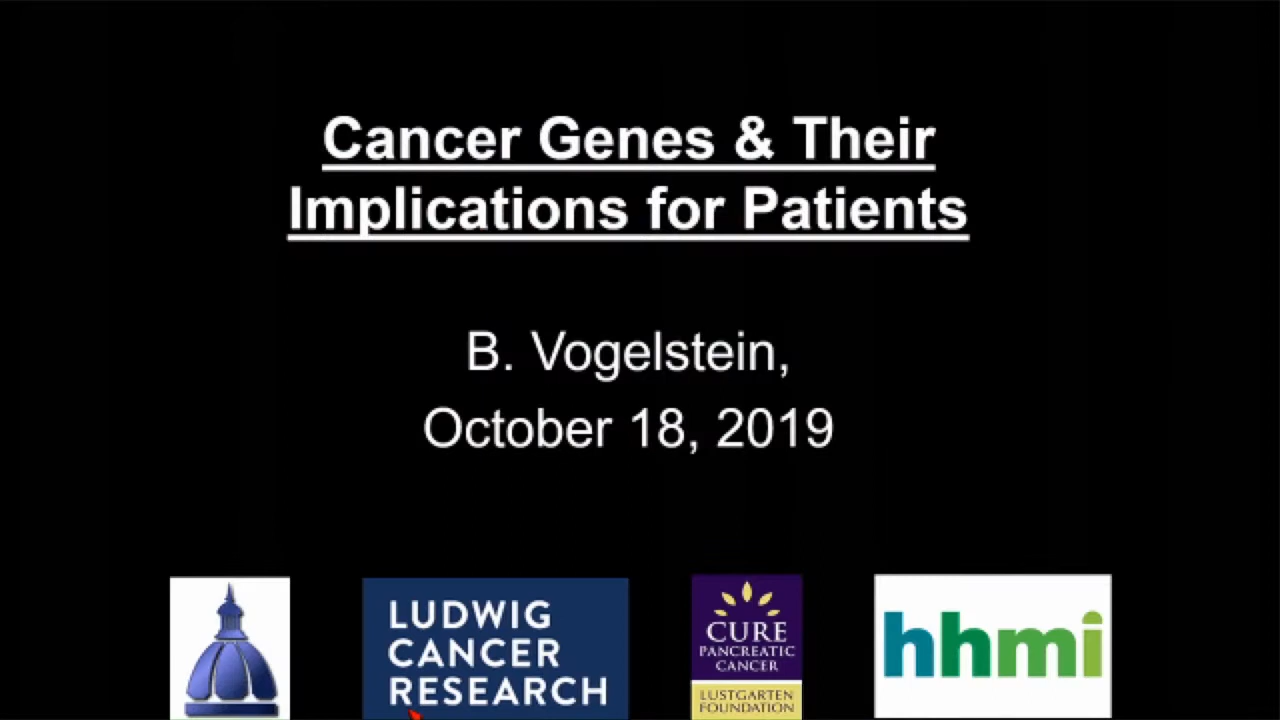 Cancer Genes & Their
Implications for Patients
B. Vogelstein,
October 18, 2019
LUDWIG
CANCER
RESEARCH
CURE
PANCREATIC
CANCER
LUSTGARTEN
FOUNDATION
hhmi